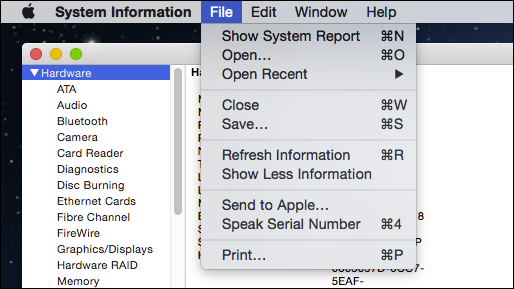 System Information File Edit Window Help
Show System Report ⌘N
Open... ⌘O
Open Recent ▶
Close ⌘W
Save... ⌘S
Refresh Information ⌘R
Show Less Information
Send to Apple...
Speak Serial Number ⌘4
Print... ⌘P
▼ Hardware
ATA
Audio
Bluetooth
Camera
Card Reader
Diagnostics
Disc Burning
Ethernet Cards
Fibre Channel
FireWire
Graphics/Displays
Hardware RAID
Memory
5EAF-